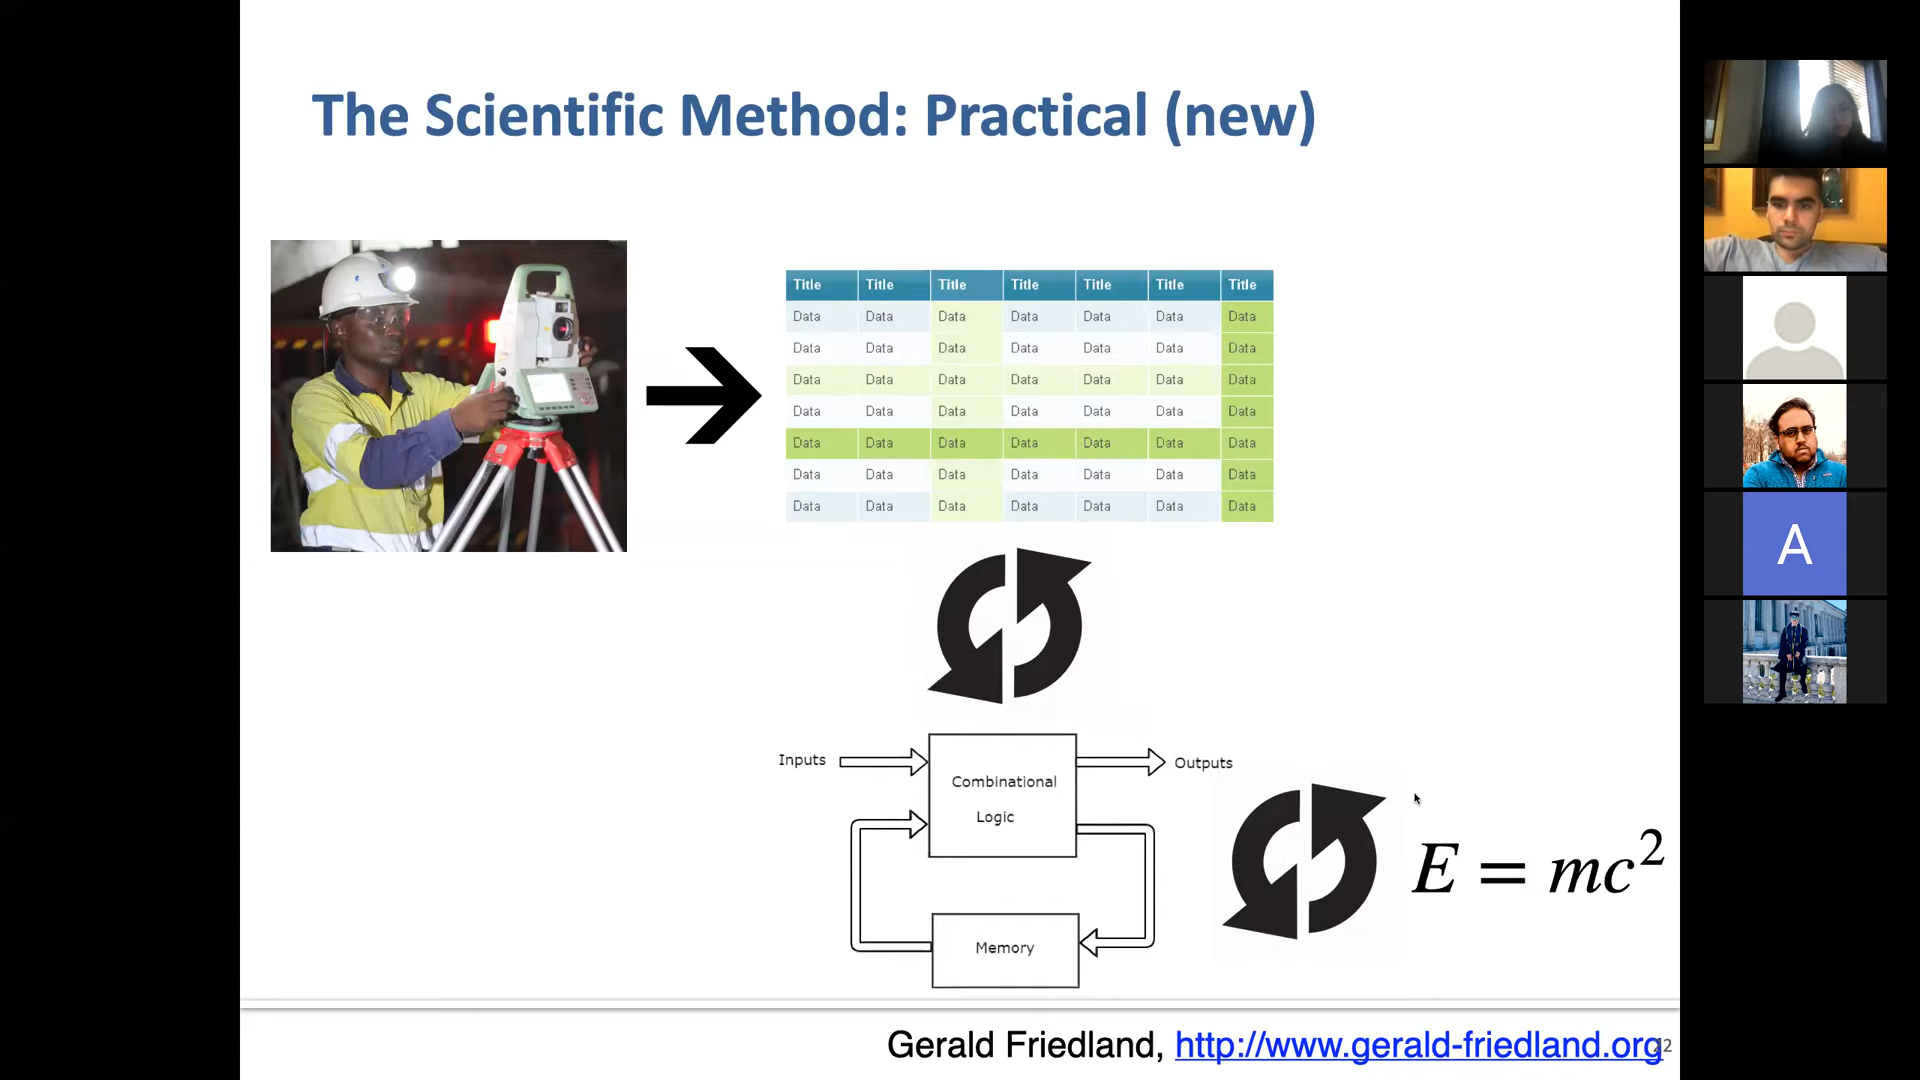 The Scientific Method: Practical (new)
Title Title Title Title Title Title Title
Data Data Data Data Data Data Data
Data Data Data Data Data Data Data
Data Data Data Data Data Data Data
Data Data Data Data Data Data Data
Data Data Data Data Data Data Data
Data Data Data Data Data Data Data
Data Data Data Data Data Data Data
Inputs
Combinational
Logic
Outputs
Memory
E = mc²
Gerald Friedland, http://www.gerald-friedland.org
22
A